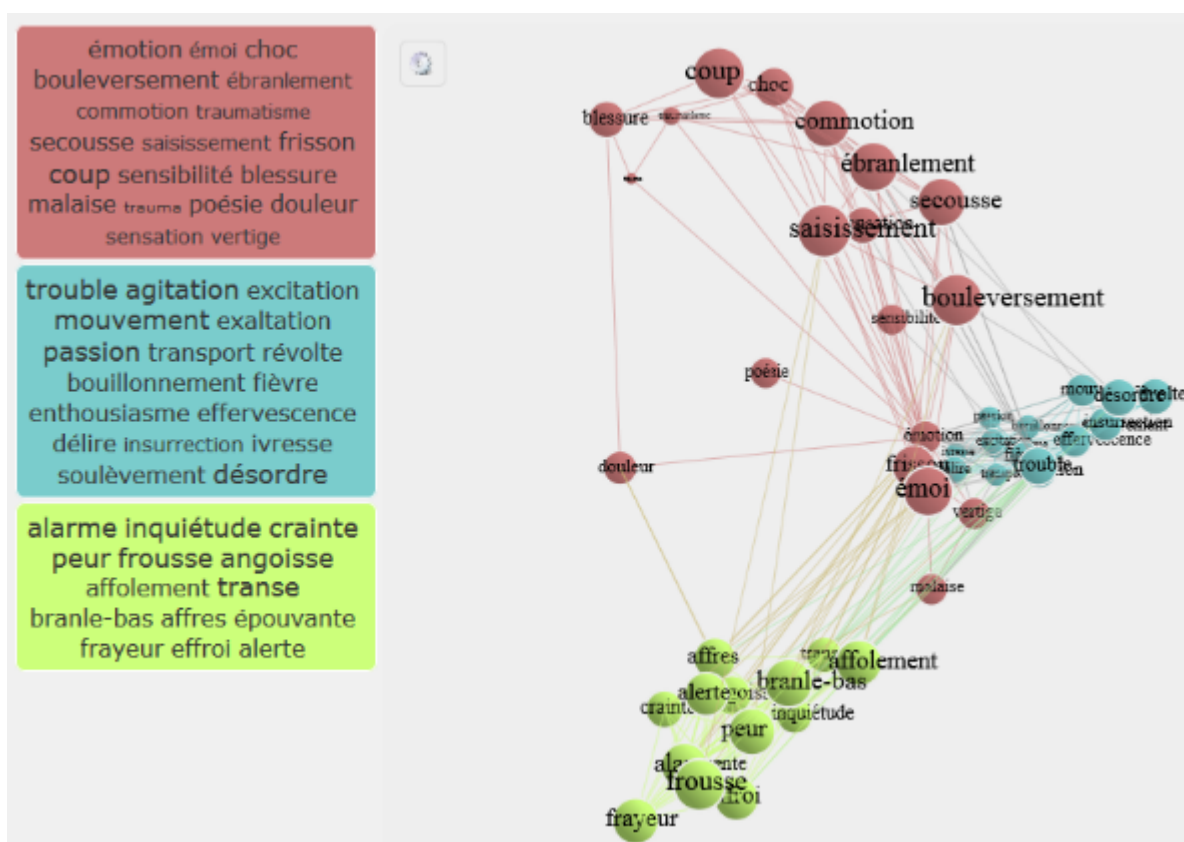 émotion émoi choc
bouleversement ébranlement
commotion traumatisme
secousse saisissement frisson
coup sensibilité blessure
malaise trauma poésie douleur
sensation vertige
trouble agitation excitation
mouvement exaltation
passion transport révolte
bouillonnement fièvre
enthousiasme effervescence
délire insurrection ivresse
soulèvement désordre
alarme inquiétude crainte
peur frousse angoisse
affolement transe
branle-bas affres épouvante
frayeur effroi alerte
coup
choc
blessure
commotion
ébranlement
secousse
saisissement
bouleversement
sensibilité
poésie
désordre
insurrection
émotion
effervescence
douleur
frisson
trouble
émoi
vertige
malaise
affres
affolement
branle-bas
alerte
crainte
inquiétude
peur
frousse
frayeur